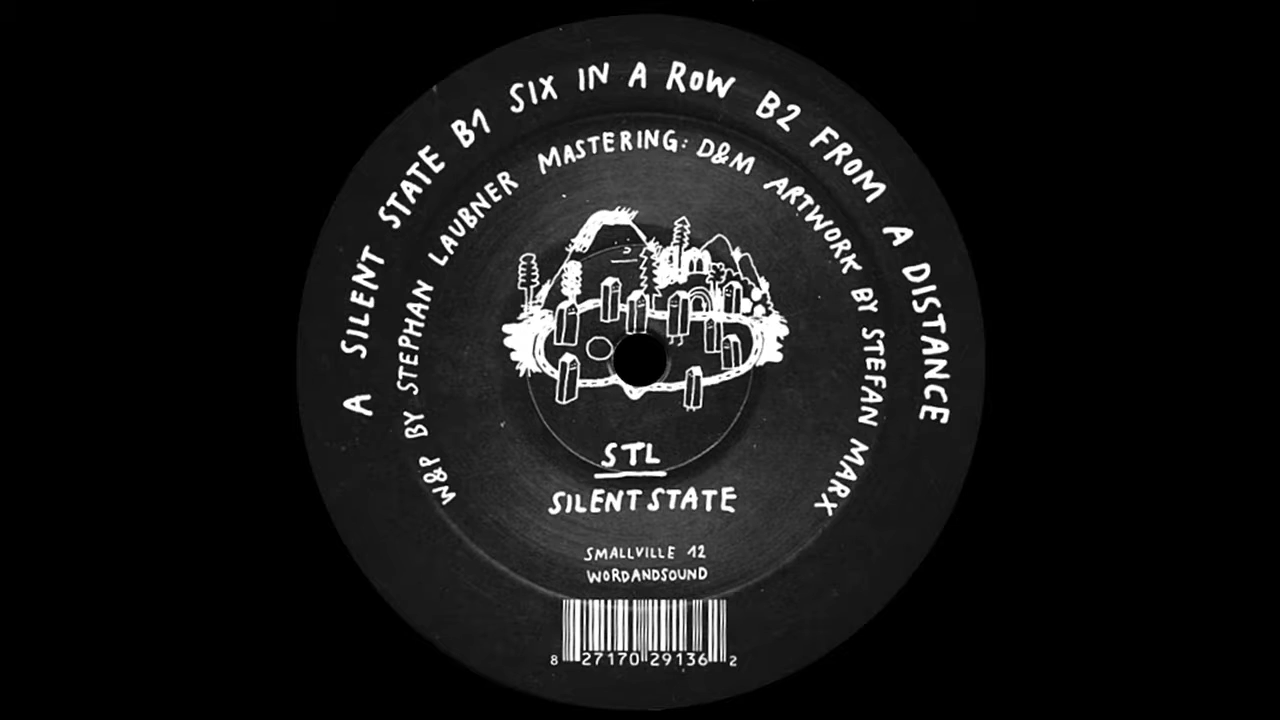 A SILENT STATE B1 SIX IN A ROW B2 FROM A DISTANCE
W&P BY STEPHAN LAUBNER MASTERING: D&M ARTWORK BY STEFAN MARX
STL
SILENT STATE
SMALLVILLE 12
WORDANDSOUND
8 27170 29136 2